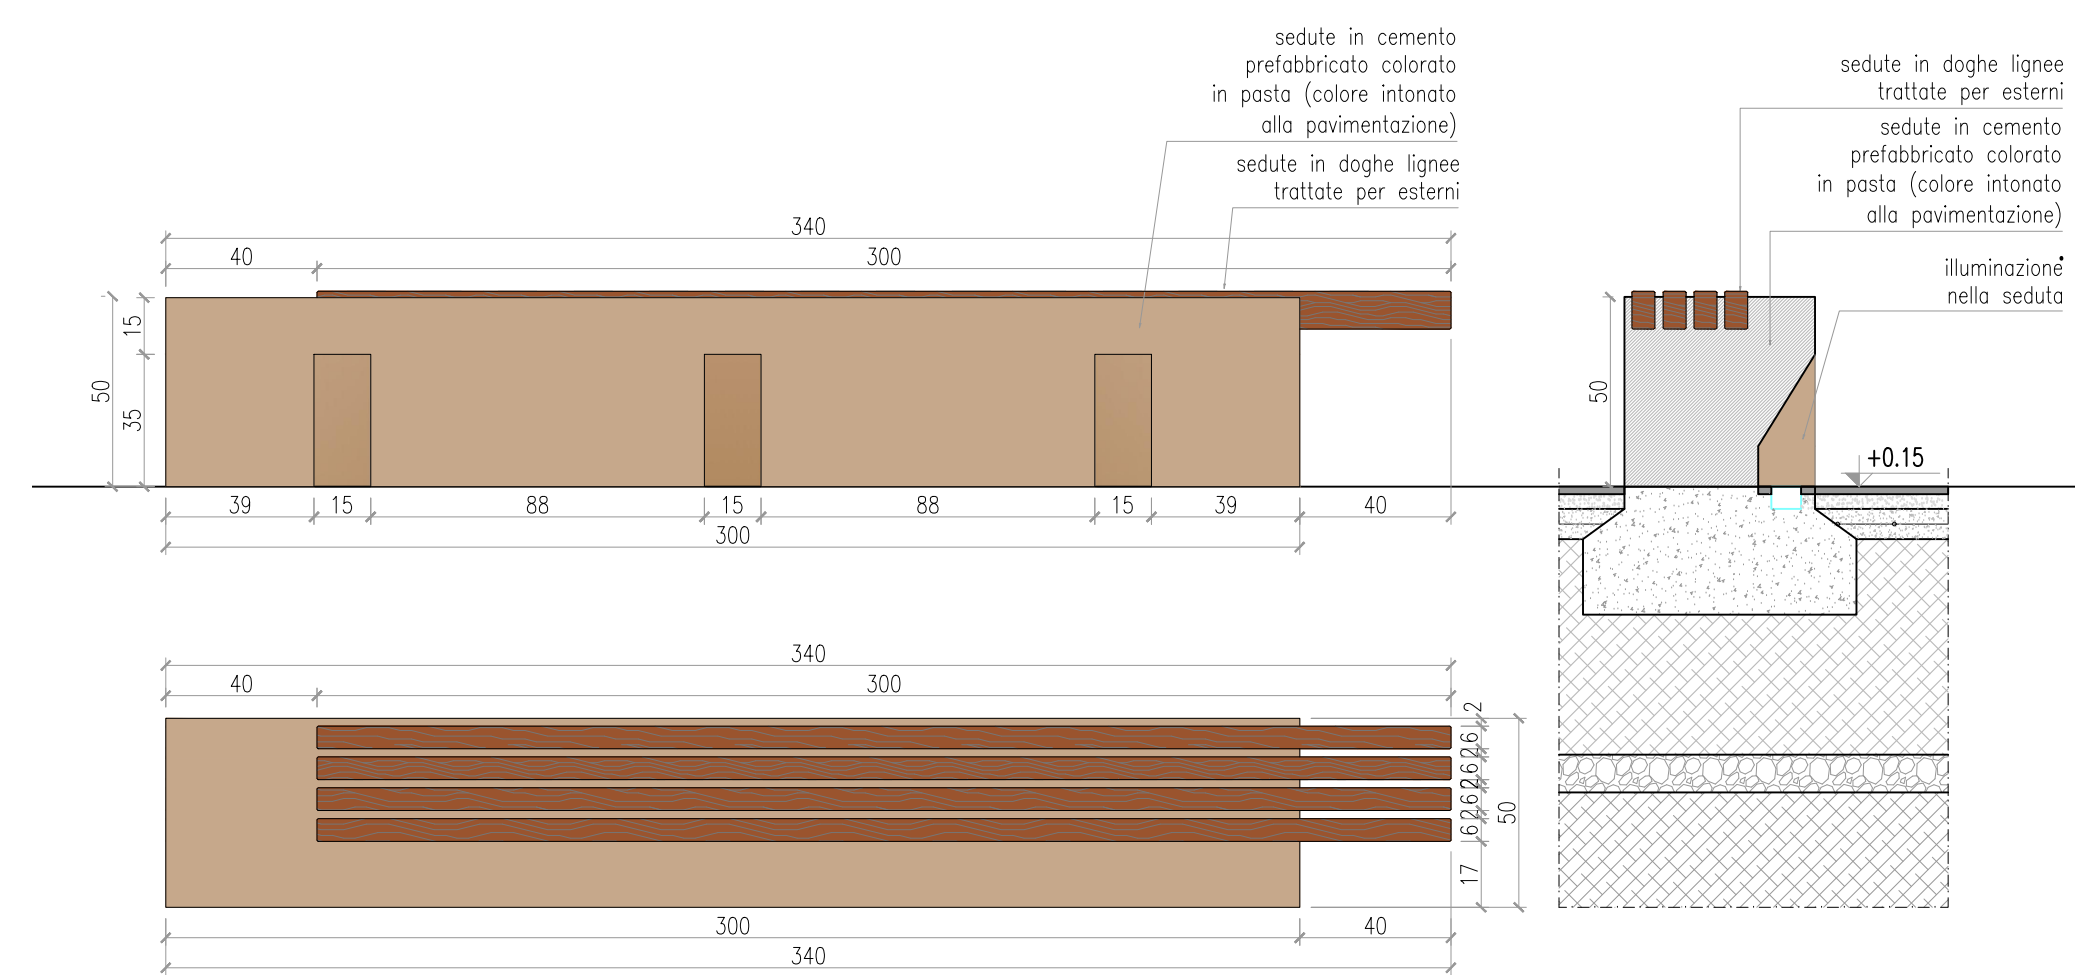 sedute in cemento
prefabbricato colorato
in pasta (colore intonato
alla pavimentazione)
sedute in doghe lignee
trattate per esterni
340
40
300
15
50
35
39
15
88
15
88
15
39
40
300
sedute in doghe lignee
trattate per esterni
sedute in cemento
prefabbricato colorato
in pasta (colore intonato
alla pavimentazione)
illuminazione
nella seduta
50
+0.15
340
40
300
2
6
2
6
2
6
2
6
17
50
300
40
340